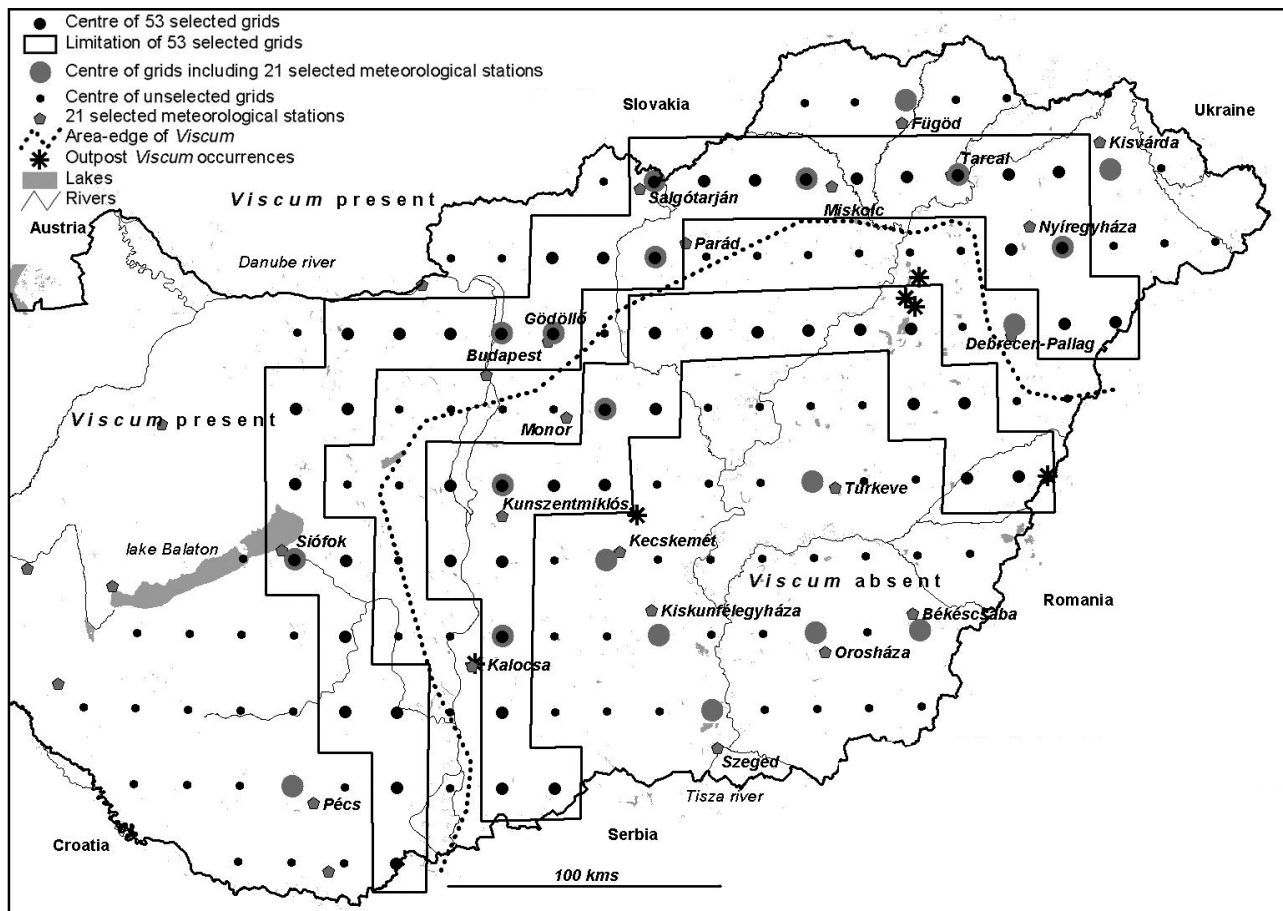 Centre of 53 selected grids
Limitation of 53 selected grids
Centre of grids including 21 selected meteorological stations
Centre of unselected grids
21 selected meteorological stations
Area-edge of Viscum
Outpost Viscum occurrences
Lakes
Rivers
Slovakia
Ukraine
Fügöd
Kisvárda
Tarcal
Salgótarján
Miskolc
Viscum present
Austria
Nyíregyháza
Parád
Danube river
Gödöllő
Budapest
Debrecen-Pallag
Viscum present
Monor
Kunszentmiklós
Túrkeve
Siófok
Kecskemét
lake Balaton
Viscum absent
Romania
Kiskunfélegyháza
Békéscsaba
Orosháza
Kalocsa
Szeged
Tisza river
Pécs
Serbia
Croatia
100 kms